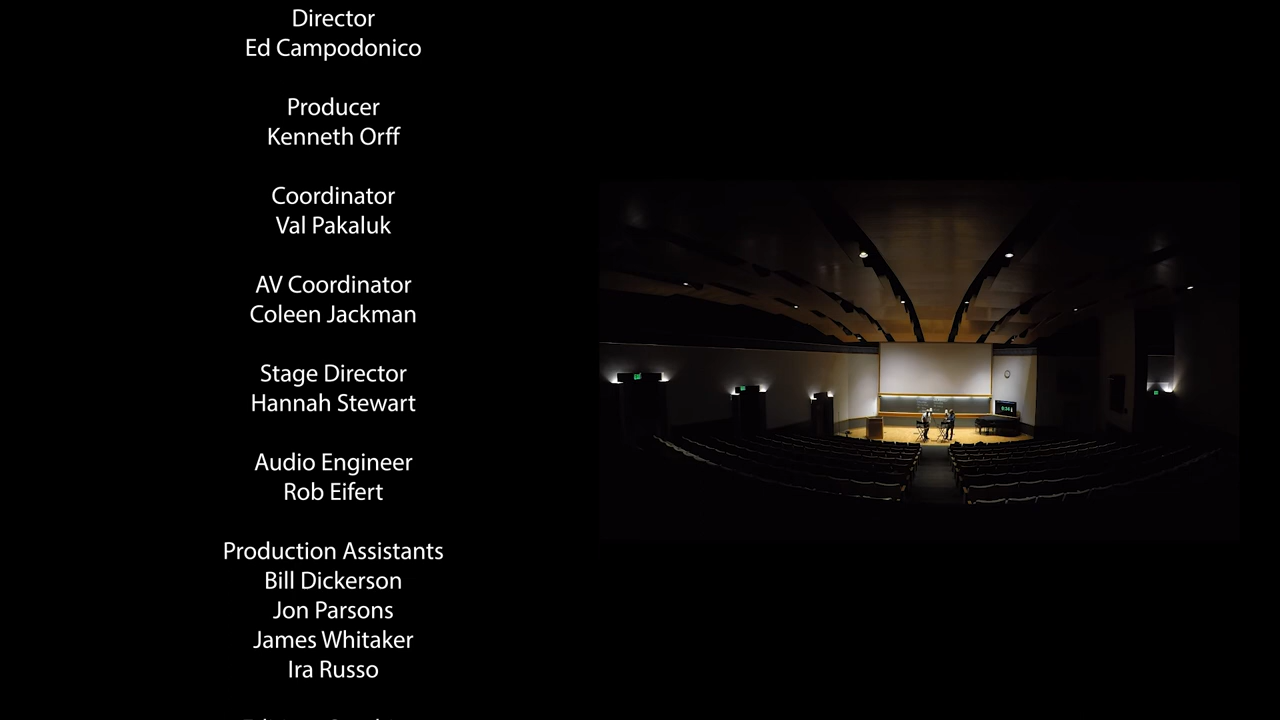 Director
Ed Campodonico
Producer
Kenneth Orff
Coordinator
Val Pakaluk
AV Coordinator
Coleen Jackman
Stage Director
Hannah Stewart
Audio Engineer
Rob Eifert
Production Assistants
Bill Dickerson
Jon Parsons
James Whitaker
Ira Russo